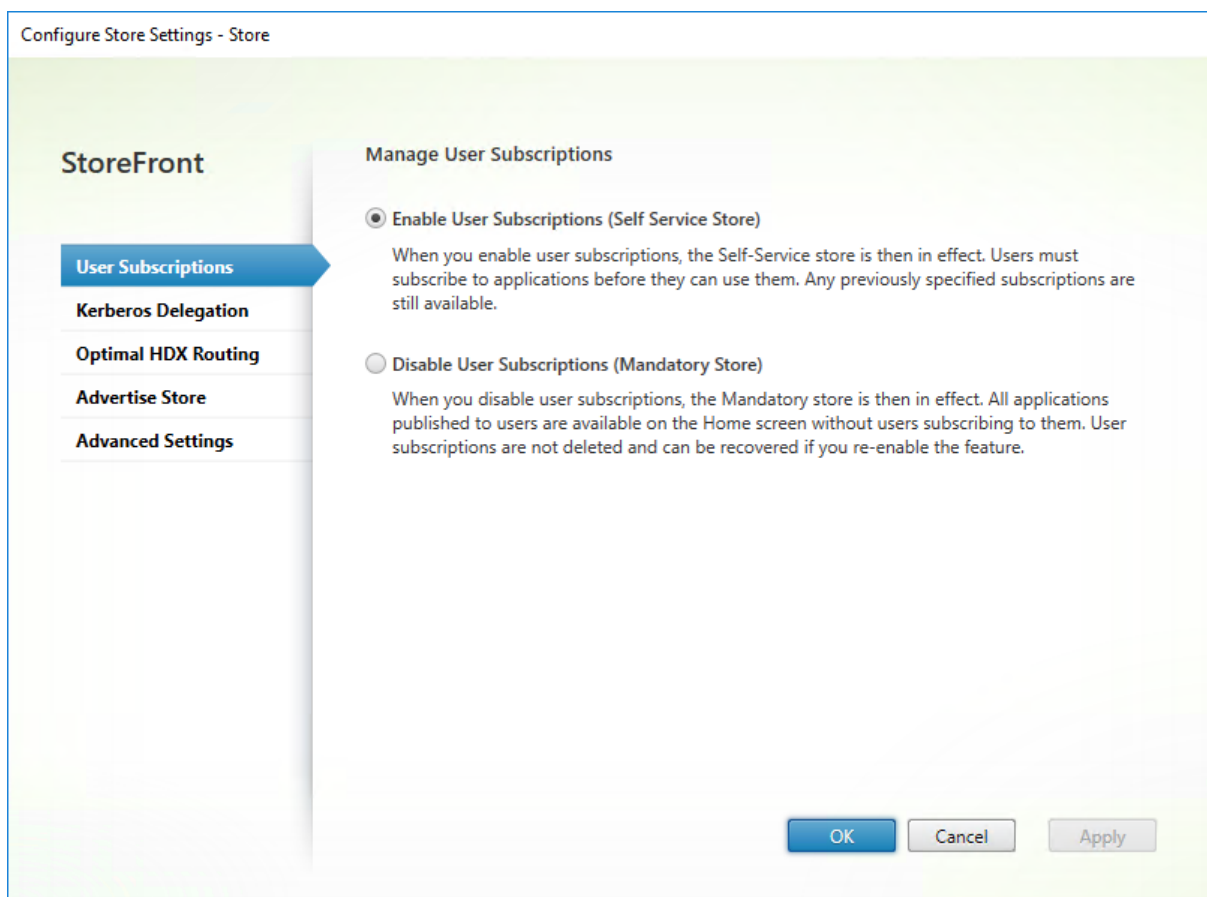 Configure Store Settings - Store
StoreFront
User Subscriptions
Kerberos Delegation
Optimal HDX Routing
Advertise Store
Advanced Settings
Manage User Subscriptions
Enable User Subscriptions (Self Service Store)
When you enable user subscriptions, the Self-Service store is then in effect. Users must
subscribe to applications before they can use them. Any previously specified subscriptions are
still available.
Disable User Subscriptions (Mandatory Store)
When you disable user subscriptions, the Mandatory store is then in effect. All applications
published to users are available on the Home screen without users subscribing to them. User
subscriptions are not deleted and can be recovered if you re-enable the feature.
OK
Cancel
Apply